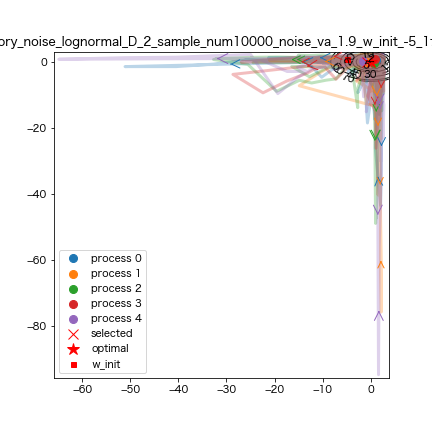 ory_noise_lognormal_D_2_sample_num10000_noise_va_1.9_w_init_-5_1
0
−20
−40
−60
−80
−60
−50
−40
−30
−20
−10
0
30
process 0
process 1
process 2
process 3
process 4
selected
optimal
w_init